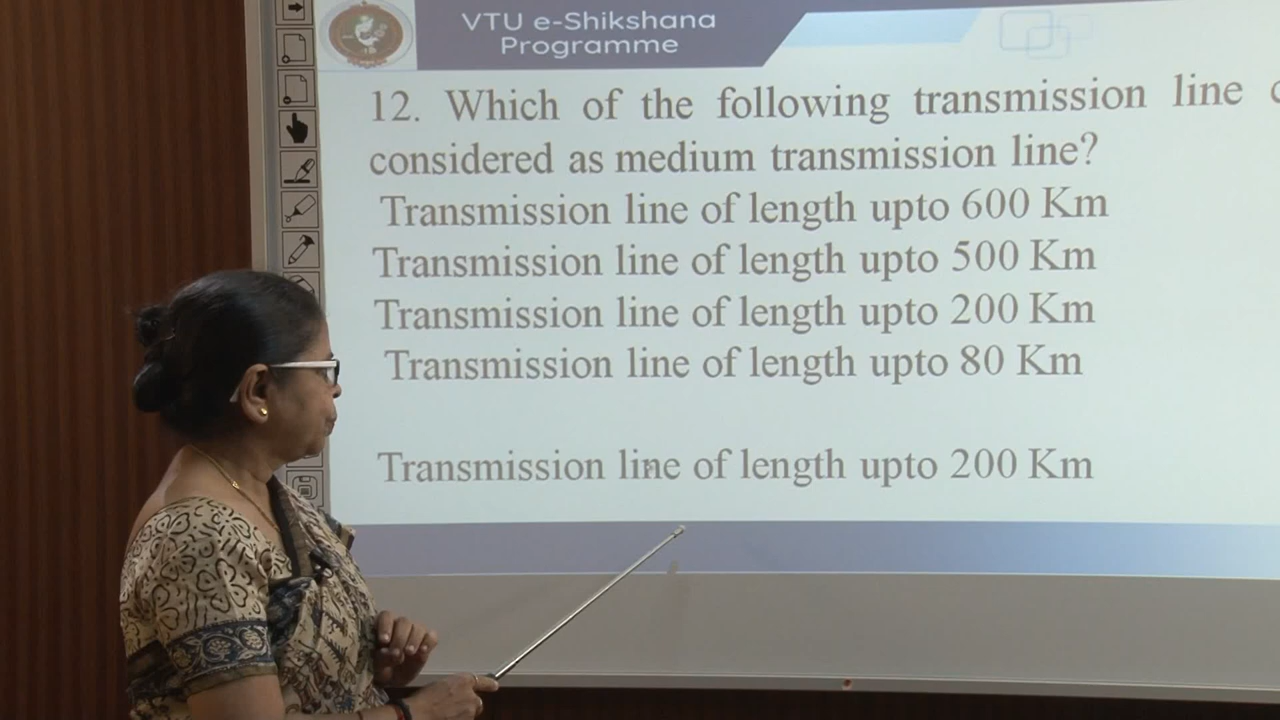 VTU e-Shikshana
Programme
12. Which of the following transmission line
considered as medium transmission line?
Transmission line of length upto 600 Km
Transmission line of length upto 500 Km
Transmission line of length upto 200 Km
Transmission line of length upto 80 Km
Transmission line of length upto 200 Km